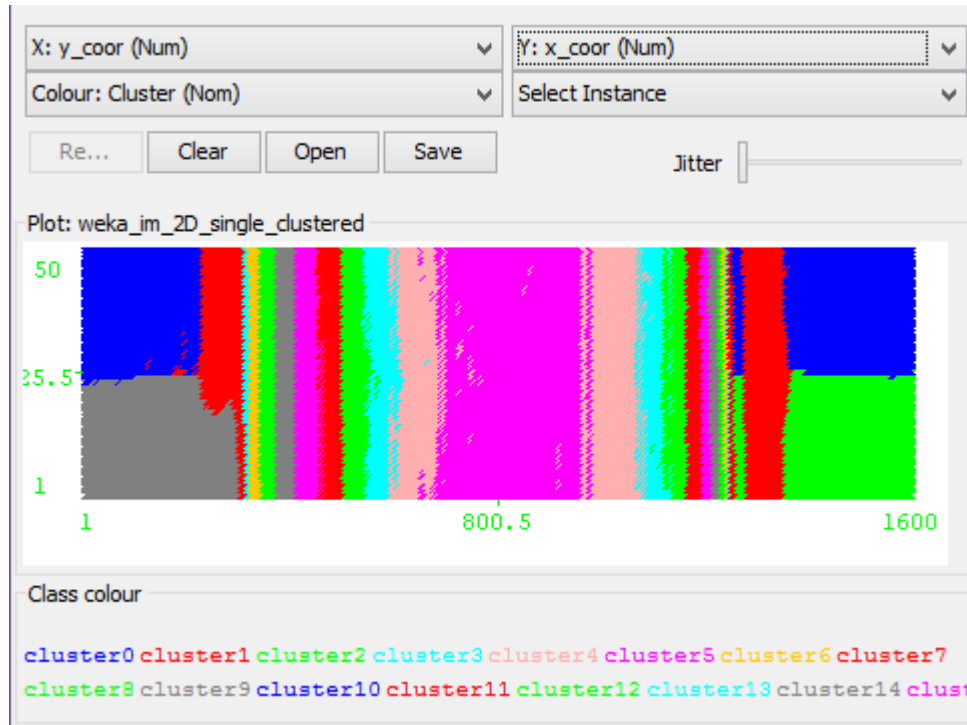 X: y_coor (Num) Y: x_coor (Num)
Colour: Cluster (Nom) Select Instance
Re... Clear Open Save Jitter
Plot: weka_im_2D_single_clustered
50
25.5
1
1 800.5 1600
Class colour
cluster0 cluster1 cluster2 cluster3 cluster4 cluster5 cluster6 cluster7
cluster8 cluster9 cluster10 cluster11 cluster12 cluster13 cluster14 clust